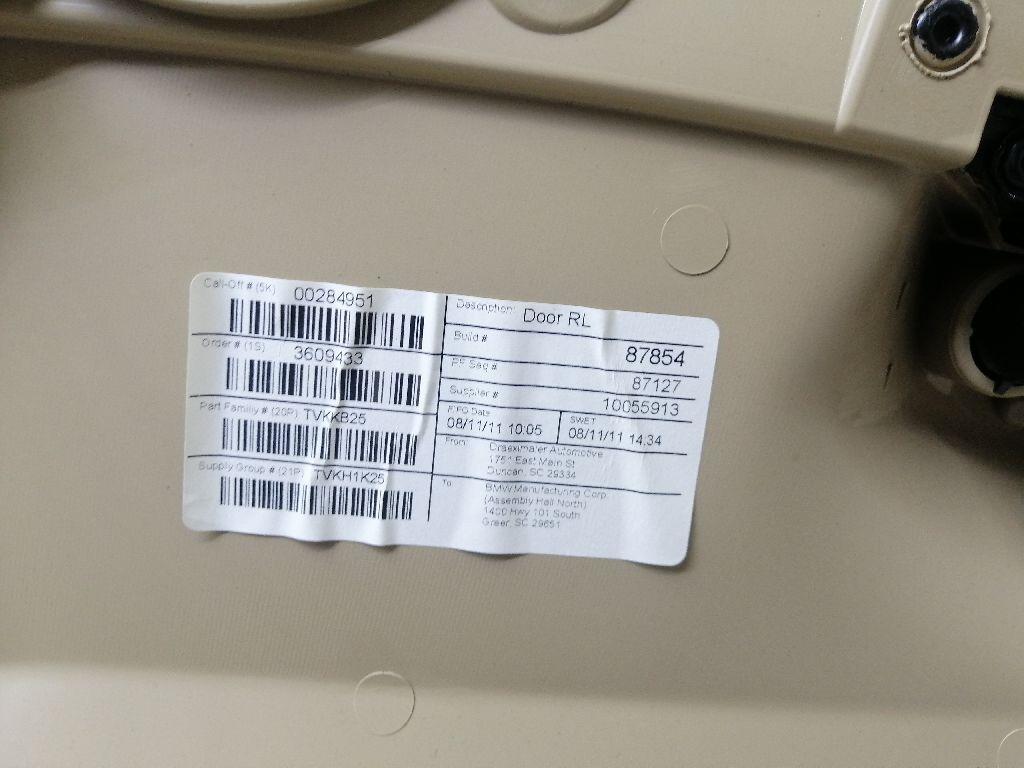 Call-Off # (5K) 00284951
Order # (1S) 3609433
Part Family # (20P) TVKKB25
Supply Group # (21P) TVKH1K25
Description: Door RL
Build # 87854
PF Seq # 87127
Supplier # 10055913
FIFO Date 08/11/11 10:05
SWET 08/11/11 14:34
From: Draexlmaier Automotive
1751 East Main St
Duncan, SC 29334
To: BMW Manufacturing Corp.
(Assembly Hall North)
1400 Hwy 101 South
Greer, SC 29651